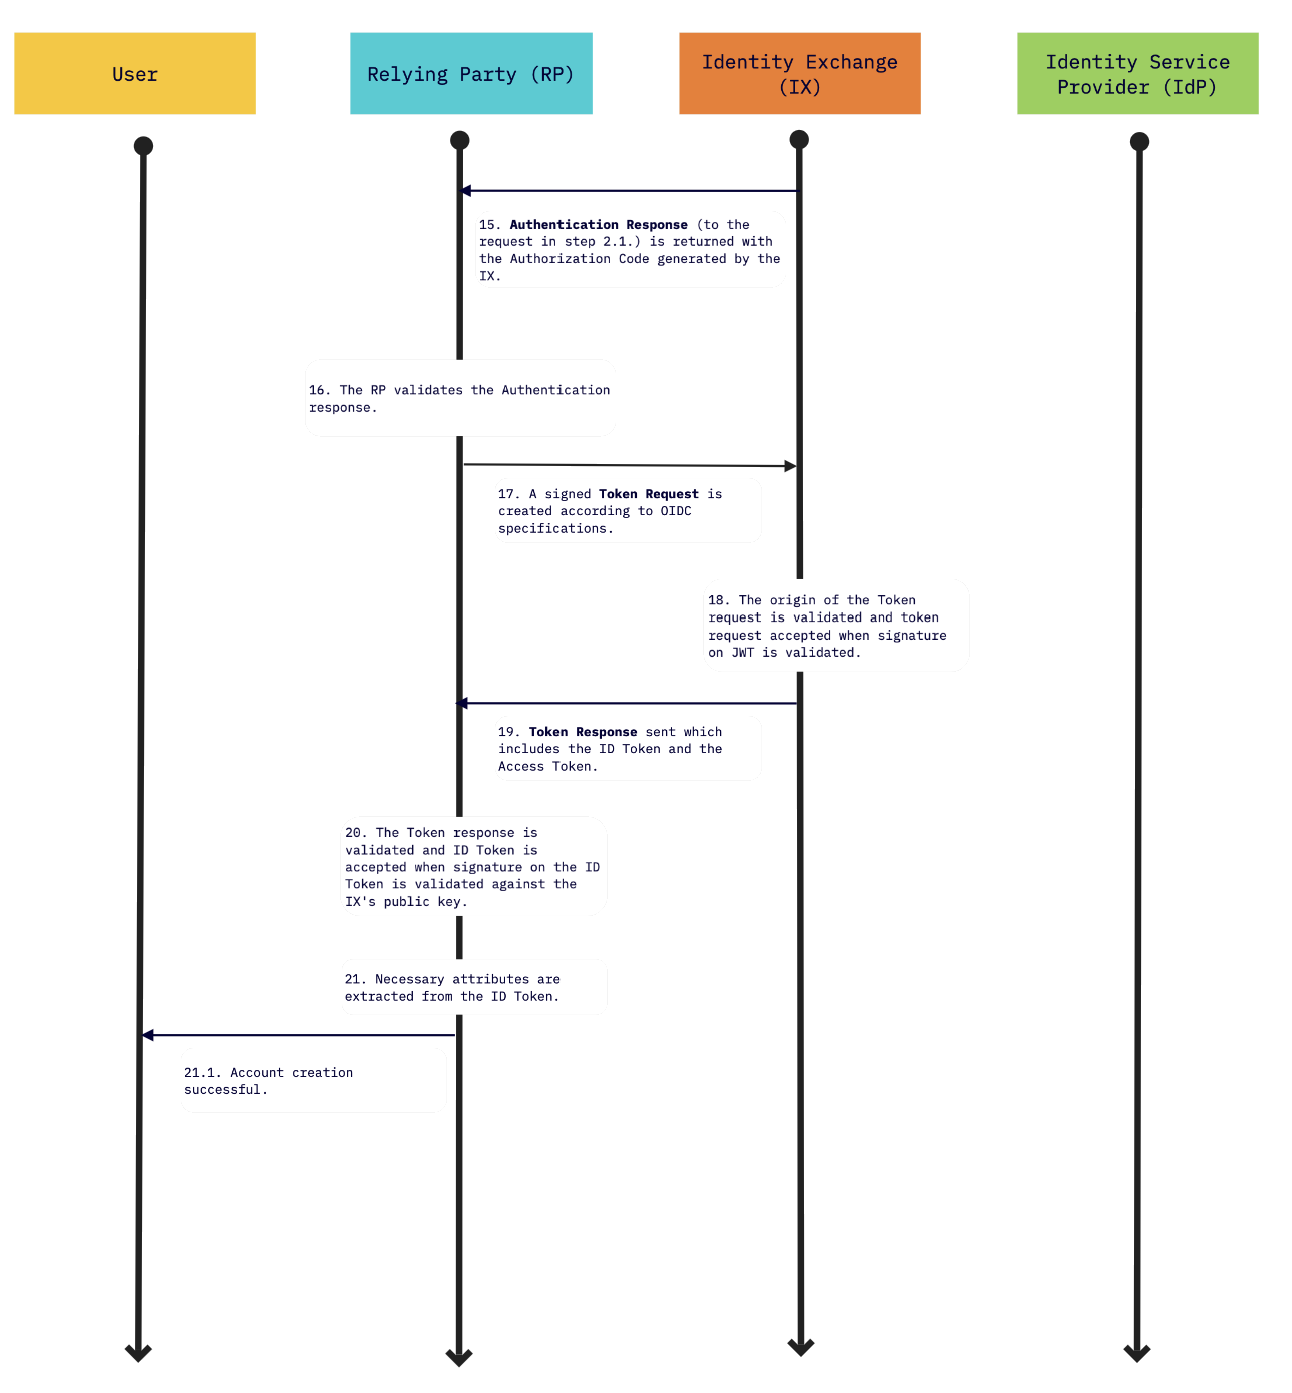 User
Relying Party (RP)
Identity Exchange
(IX)
Identity Service
Provider (IdP)
15. Authentication Response (to the
request in step 2.1.) is returned with
the Authorization Code generated by the
IX.
16. The RP validates the Authentication
response.
17. A signed Token Request is
created according to OIDC
specifications.
18. The origin of the Token
request is validated and token
request accepted when signature
on JWT is validated.
19. Token Response sent which
includes the ID Token and the
Access Token.
20. The Token response is
validated and ID Token is
accepted when signature on the ID
Token is validated against the
IX's public key.
21. Necessary attributes are
extracted from the ID Token.
21.1. Account creation
successful.